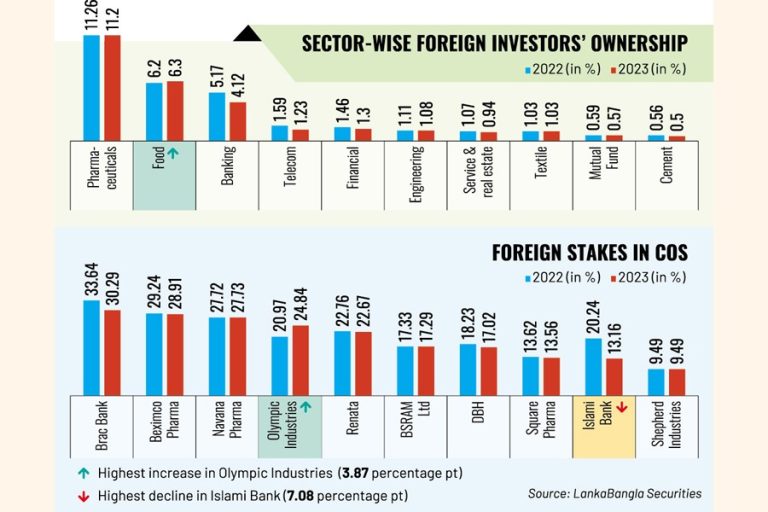 SECTOR-WISE FOREIGN INVESTORS' OWNERSHIP
2022 (in %) 2023 (in %)
11.26 11.2
6.2 6.3
5.17 4.12
1.59 1.23
1.46 1.3
1.11 1.08
1.07 0.94
1.03 1.03
0.59 0.57
0.56 0.5
Pharma-
ceuticals
Food
Banking
Telecom
Financial
Engineering
Service &
real estate
Textile
Mutual
Fund
Cement
FOREIGN STAKES IN COS
2022 (in %) 2023 (in %)
33.64 30.29
29.24 28.91
27.72 27.73
20.97 24.84
22.76 22.67
17.33 17.29
18.23 17.02
13.62 13.56
20.24 13.16
9.49 9.49
Brac Bank
Beximco
Pharma
Navana
Pharma
Olympic
Industries
Renata
BSRAM
Ltd
DBH
Square
Pharma
Islami
Bank
Shepherd
Industries
Highest increase in Olympic Industries (3.87 percentage pt)
Highest decline in Islami Bank (7.08 percentage pt)
Source: LankaBangla Securities